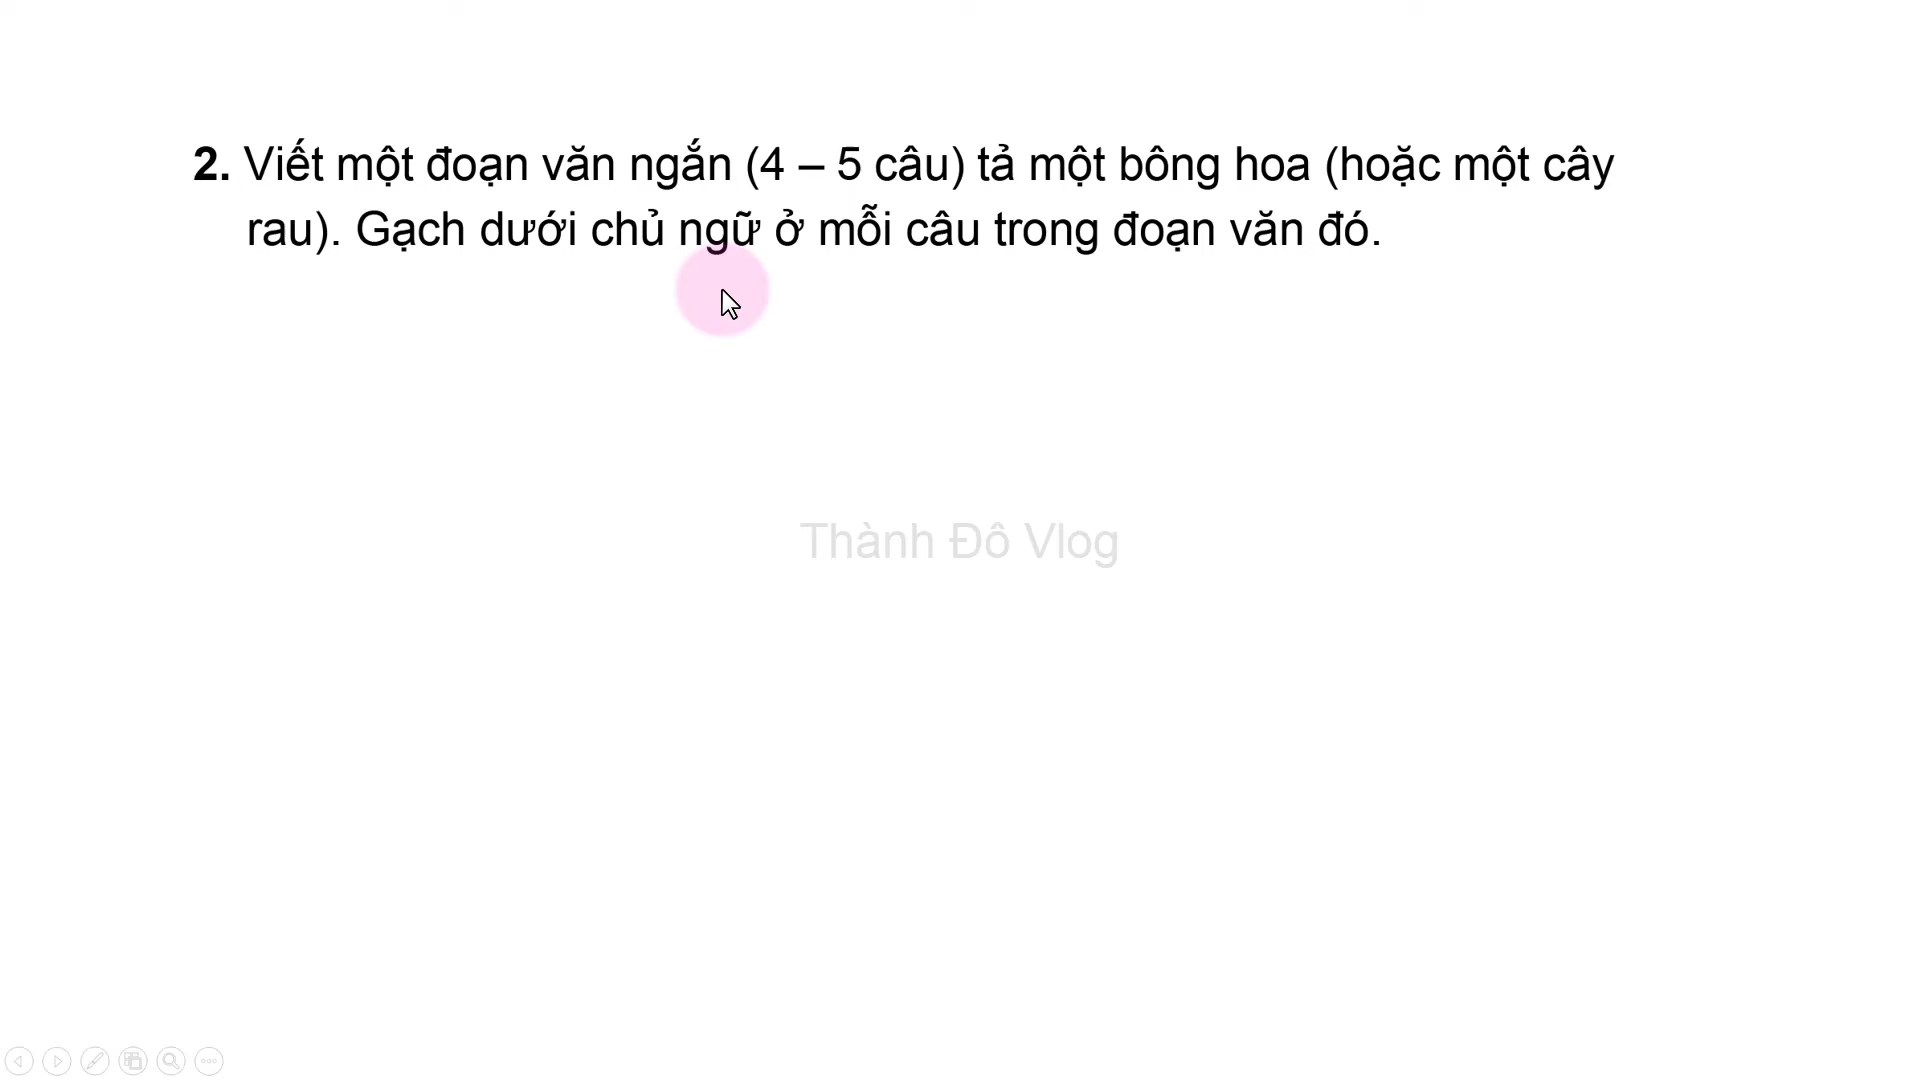 2. Viết một đoạn văn ngắn (4 – 5 câu) tả một bông hoa (hoặc một cây
rau). Gạch dưới chủ ngữ ở mỗi câu trong đoạn văn đó.
Thành Đô Vlog